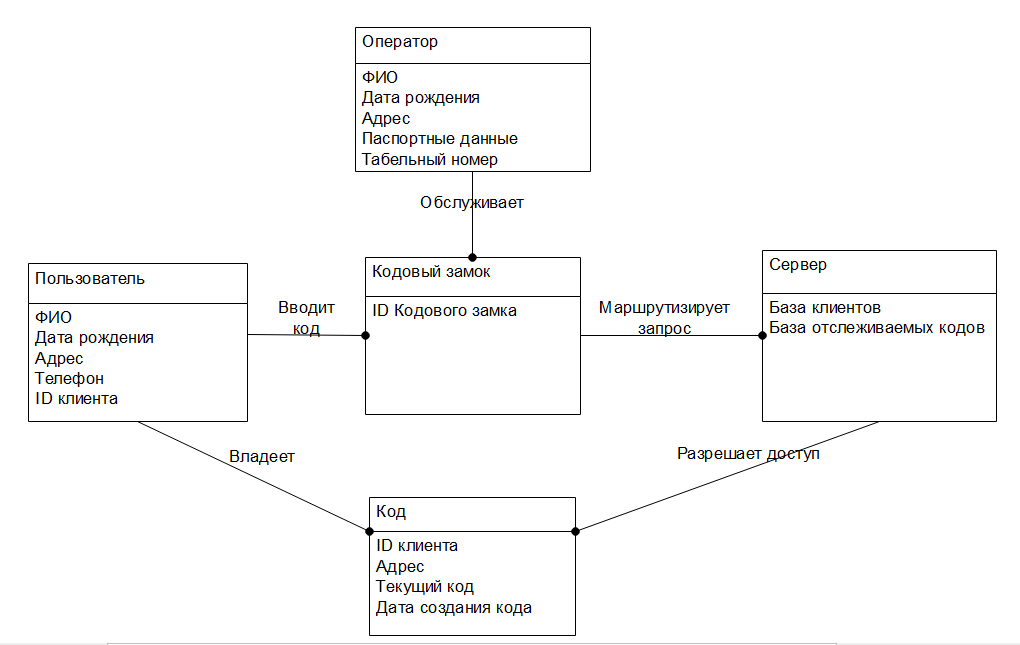 Оператор
ФИО
Дата рождения
Адрес
Паспортные данные
Табельный номер
Обслуживает
Пользователь
ФИО
Дата рождения
Адрес
Телефон
ID клиента
Вводит
код
Кодовый замок
ID Кодового замка
Маршрутизирует
запрос
Сервер
База клиентов
База отслеживаемых кодов
Владеет
Разрешает доступ
Код
ID клиента
Адрес
Текущий код
Дата создания кода